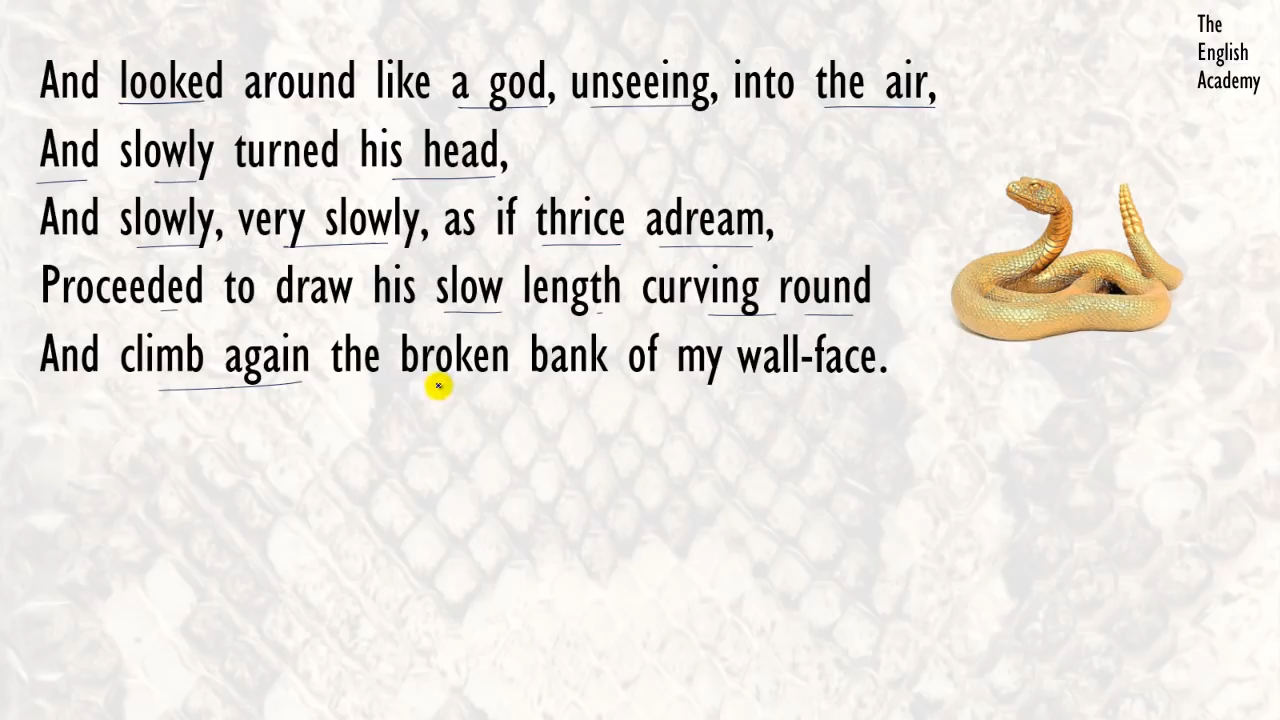 And looked around like a god, unseeing, into the air,
And slowly turned his head,
And slowly, very slowly, as if thrice adream,
Proceeded to draw his slow length curving round
And climb again the broken bank of my wall-face.
The
English
Academy